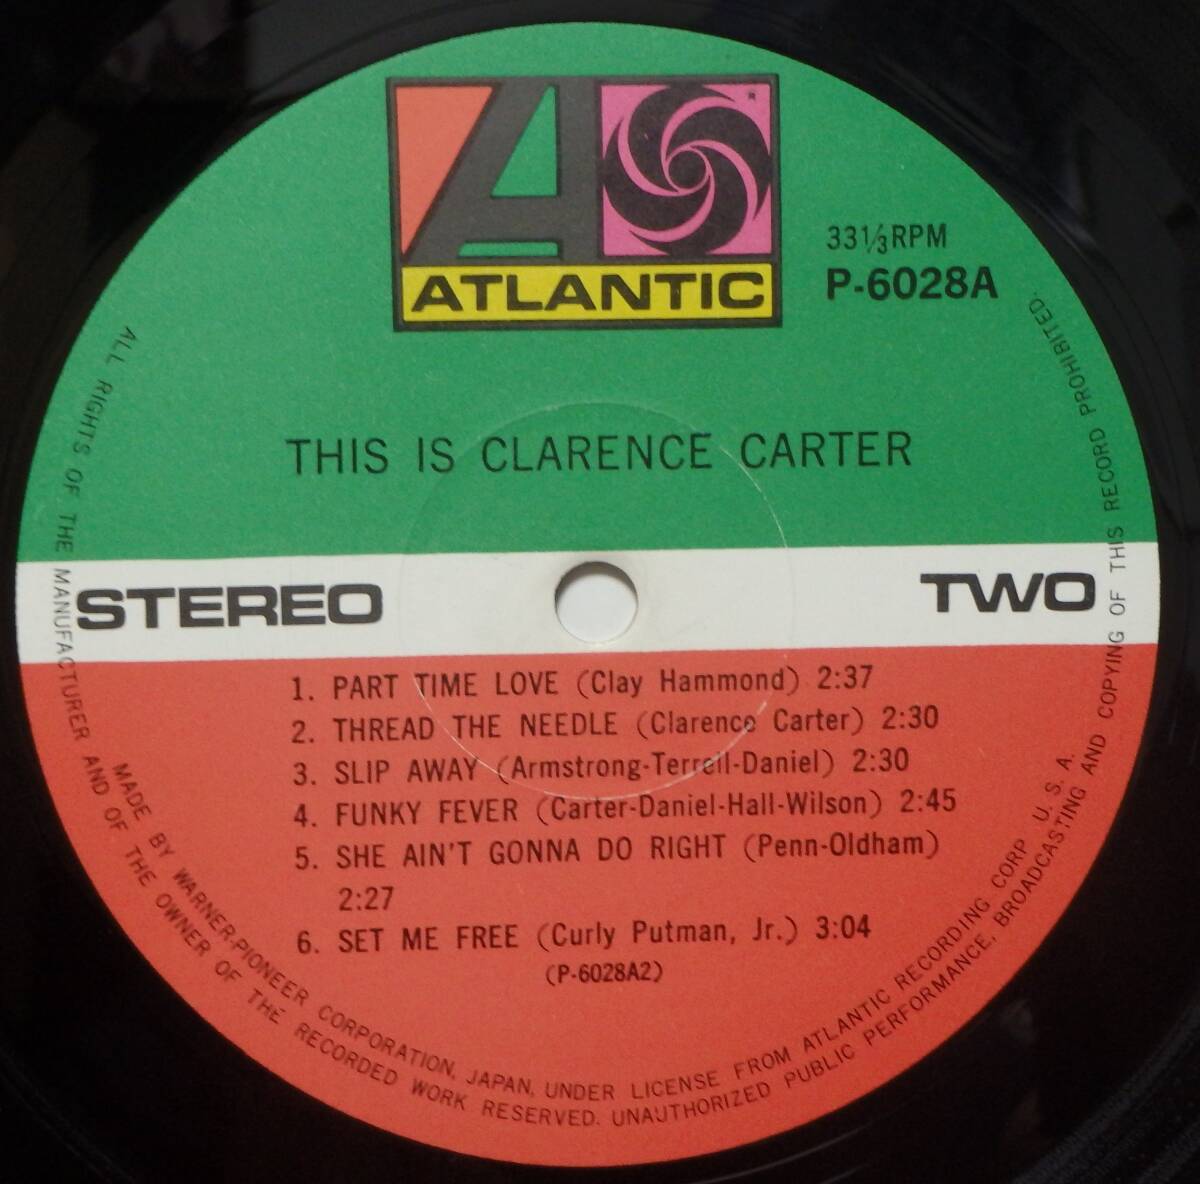 ATLANTIC
33⅓ RPM
P-6028A
THIS IS CLARENCE CARTER
STEREO
TWO
1. PART TIME LOVE (Clay Hammond) 2:37
2. THREAD THE NEEDLE (Clarence Carter) 2:30
3. SLIP AWAY (Armstrong-Terrell-Daniel) 2:30
4. FUNKY FEVER (Carter-Daniel-Hall-Wilson) 2:45
5. SHE AIN'T GONNA DO RIGHT (Penn-Oldham)
2:27
6. SET ME FREE (Curly Putman, Jr.) 3:04
(P-6028A2)
MADE BY WARNER-PIONEER CORPORATION, JAPAN, UNDER LICENSE FROM ATLANTIC RECORDING CORP. U. S. A.
ALL RIGHTS OF THE MANUFACTURER AND OF THE OWNER OF THE RECORDED WORK RESERVED. UNAUTHORIZED PUBLIC PERFORMANCE, BROADCASTING AND COPYING OF THIS RECORD PROHIBITED.